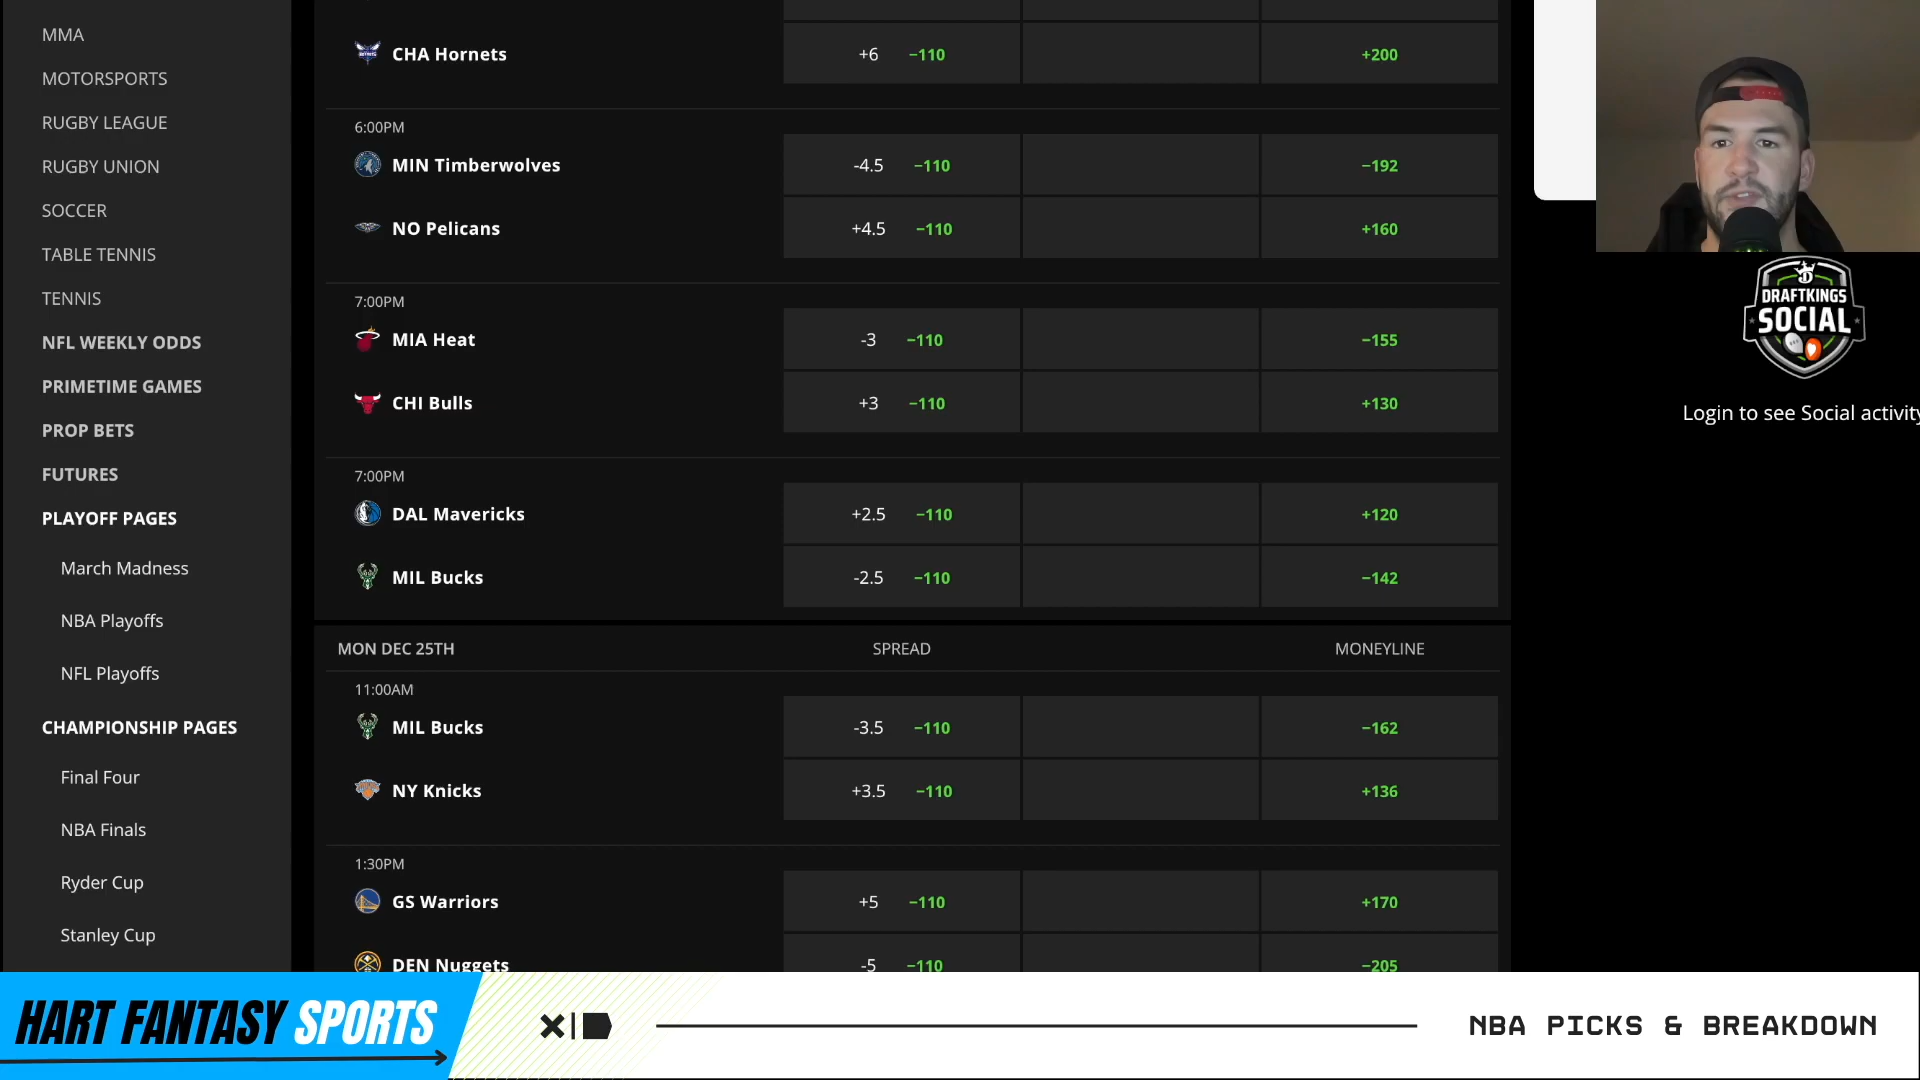 MMA
MOTORSPORTS
RUGBY LEAGUE
RUGBY UNION
SOCCER
TABLE TENNIS
TENNIS
NFL WEEKLY ODDS
PRIMETIME GAMES
PROP BETS
FUTURES
PLAYOFF PAGES
March Madness
NBA Playoffs
NFL Playoffs
CHAMPIONSHIP PAGES
Final Four
NBA Finals
Ryder Cup
Stanley Cup
CHA Hornets +6 −110 +200
6:00PM
MIN Timberwolves -4.5 −110 −192
NO Pelicans +4.5 −110 +160
7:00PM
MIA Heat -3 −110 −155
CHI Bulls +3 −110 +130
7:00PM
DAL Mavericks +2.5 −110 +120
MIL Bucks -2.5 −110 −142
MON DEC 25TH SPREAD MONEYLINE
11:00AM
MIL Bucks -3.5 −110 −162
NY Knicks +3.5 −110 +136
1:30PM
GS Warriors +5 −110 +170
DEN Nuggets -5 −110 −205
DRAFTKINGS
SOCIAL
Login to see Social activity
HART FANTASY SPORTS
NBA PICKS & BREAKDOWN